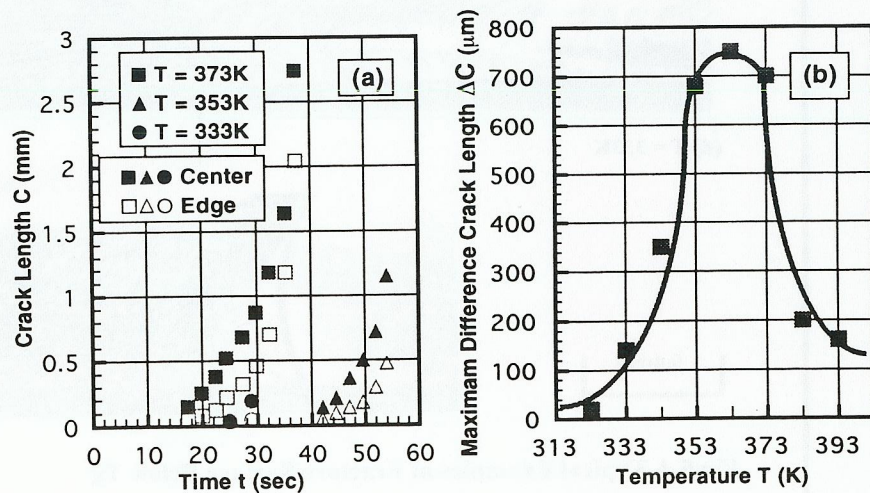 3
2.5
2
1.5
1
0.5
0
Crack Length C (mm)
T = 373K
T = 353K
T = 333K
Center
Edge
(a)
0 10 20 30 40 50 60
Time t (sec)
800
700
600
500
400
300
200
100
0
Maximam Difference Crack Length ΔC (μm)
(b)
313 333 353 373 393
Temperature T (K)